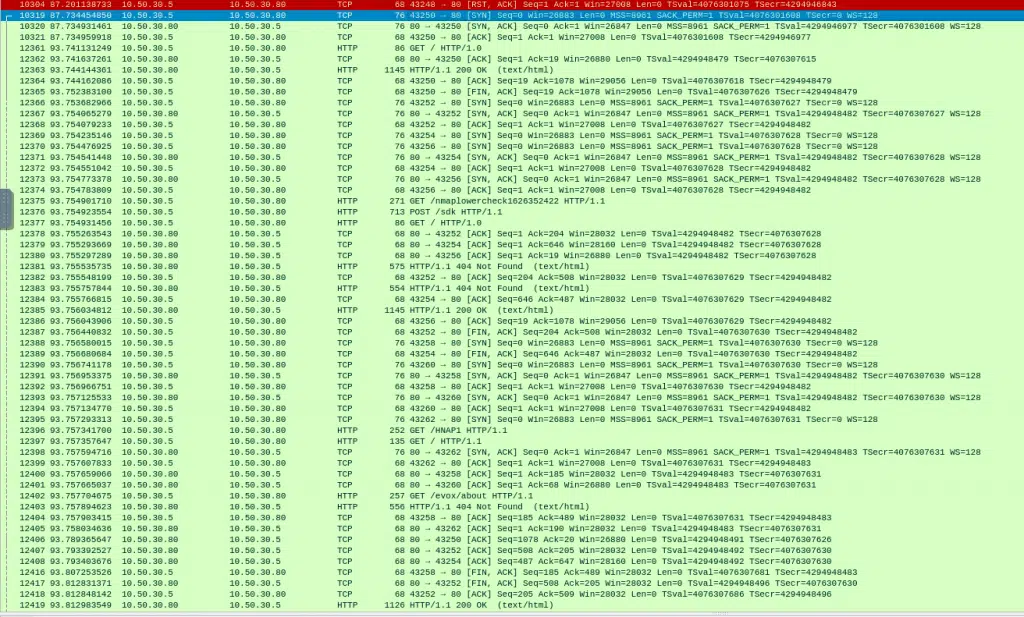 10304 87.201138733 10.50.30.5 10.50.30.80 TCP 68 43248 → 80 [RST, ACK] Seq=1 Ack=1 Win=27008 Len=0 TSval=4076301075 TSecr=4294946843
10319 87.734454850 10.50.30.5 10.50.30.80 TCP 76 43250 → 80 [SYN] Seq=0 Win=26883 Len=0 MSS=8961 SACK_PERM=1 TSval=4076301608 TSecr=0 WS=128
10320 87.734931461 10.50.30.80 10.50.30.5 TCP 76 80 → 43250 [SYN, ACK] Seq=0 Ack=1 Win=26847 Len=0 MSS=8961 SACK_PERM=1 TSval=4294946977 TSecr=4076301608 WS=128
10321 87.734959918 10.50.30.5 10.50.30.80 TCP 68 43250 → 80 [ACK] Seq=1 Ack=1 Win=27008 Len=0 TSval=4076301608 TSecr=4294946977
12361 93.741131249 10.50.30.5 10.50.30.80 HTTP 86 GET / HTTP/1.0
12362 93.741637261 10.50.30.80 10.50.30.5 TCP 68 80 → 43250 [ACK] Seq=1 Ack=19 Win=26880 Len=0 TSval=4294948479 TSecr=4076307615
12363 93.744144361 10.50.30.80 10.50.30.5 HTTP 1145 HTTP/1.1 200 OK (text/html)
12364 93.744162086 10.50.30.5 10.50.30.80 TCP 68 43250 → 80 [ACK] Seq=19 Ack=1078 Win=29056 Len=0 TSval=4076307618 TSecr=4294948479
12365 93.752383100 10.50.30.5 10.50.30.80 TCP 68 43250 → 80 [FIN, ACK] Seq=19 Ack=1078 Win=29056 Len=0 TSval=4076307626 TSecr=4294948479
12366 93.753682966 10.50.30.5 10.50.30.80 TCP 76 43252 → 80 [SYN] Seq=0 Win=26883 Len=0 MSS=8961 SACK_PERM=1 TSval=4076307627 TSecr=0 WS=128
12367 93.754065279 10.50.30.80 10.50.30.5 TCP 76 80 → 43252 [SYN, ACK] Seq=0 Ack=1 Win=26847 Len=0 MSS=8961 SACK_PERM=1 TSval=4294948482 TSecr=4076307627 WS=128
12368 93.754079233 10.50.30.5 10.50.30.80 TCP 68 43252 → 80 [ACK] Seq=1 Ack=1 Win=27008 Len=0 TSval=4076307627 TSecr=4294948482
12369 93.754235146 10.50.30.5 10.50.30.80 TCP 76 43254 → 80 [SYN] Seq=0 Win=26883 Len=0 MSS=8961 SACK_PERM=1 TSval=4076307628 TSecr=0 WS=128
12370 93.754476925 10.50.30.5 10.50.30.80 TCP 76 43256 → 80 [SYN] Seq=0 Win=26883 Len=0 MSS=8961 SACK_PERM=1 TSval=4076307628 TSecr=0 WS=128
12371 93.754541448 10.50.30.80 10.50.30.5 TCP 76 80 → 43254 [SYN, ACK] Seq=0 Ack=1 Win=26847 Len=0 MSS=8961 SACK_PERM=1 TSval=4294948482 TSecr=4076307628 WS=128
12372 93.754551042 10.50.30.5 10.50.30.80 TCP 68 43254 → 80 [ACK] Seq=1 Ack=1 Win=27008 Len=0 TSval=4076307628 TSecr=4294948482
12373 93.754773378 10.50.30.80 10.50.30.5 TCP 76 80 → 43256 [SYN, ACK] Seq=0 Ack=1 Win=26847 Len=0 MSS=8961 SACK_PERM=1 TSval=4294948482 TSecr=4076307628 WS=128
12374 93.754783809 10.50.30.5 10.50.30.80 TCP 68 43256 → 80 [ACK] Seq=1 Ack=1 Win=27008 Len=0 TSval=4076307628 TSecr=4294948482
12375 93.754901710 10.50.30.5 10.50.30.80 HTTP 271 GET /nmaplowercheck1626352422 HTTP/1.1
12376 93.754923554 10.50.30.5 10.50.30.80 HTTP 713 POST /sdk HTTP/1.1
12377 93.754931456 10.50.30.5 10.50.30.80 HTTP 86 GET / HTTP/1.0
12378 93.755263543 10.50.30.80 10.50.30.5 TCP 68 80 → 43252 [ACK] Seq=1 Ack=204 Win=28032 Len=0 TSval=4294948482 TSecr=4076307628
12379 93.755293669 10.50.30.80 10.50.30.5 TCP 68 80 → 43254 [ACK] Seq=1 Ack=646 Win=28160 Len=0 TSval=4294948482 TSecr=4076307628
12380 93.755297289 10.50.30.80 10.50.30.5 TCP 68 80 → 43256 [ACK] Seq=1 Ack=19 Win=26880 Len=0 TSval=4294948482 TSecr=4076307628
12381 93.755535735 10.50.30.80 10.50.30.5 HTTP 575 HTTP/1.1 404 Not Found (text/html)
12382 93.755548199 10.50.30.5 10.50.30.80 TCP 68 43252 → 80 [ACK] Seq=204 Ack=508 Win=28032 Len=0 TSval=4076307629 TSecr=4294948482
12383 93.755757844 10.50.30.80 10.50.30.5 HTTP 554 HTTP/1.1 404 Not Found (text/html)
12384 93.755766815 10.50.30.5 10.50.30.80 TCP 68 43254 → 80 [ACK] Seq=646 Ack=487 Win=28032 Len=0 TSval=4076307629 TSecr=4294948482
12385 93.756034812 10.50.30.80 10.50.30.5 HTTP 1145 HTTP/1.1 200 OK (text/html)
12386 93.756043906 10.50.30.5 10.50.30.80 TCP 68 43256 → 80 [ACK] Seq=19 Ack=1078 Win=29056 Len=0 TSval=4076307629 TSecr=4294948482
12387 93.756440832 10.50.30.5 10.50.30.80 TCP 68 43252 → 80 [FIN, ACK] Seq=204 Ack=508 Win=28032 Len=0 TSval=4076307630 TSecr=4294948482
12388 93.756580015 10.50.30.5 10.50.30.80 TCP 76 43258 → 80 [SYN] Seq=0 Win=26883 Len=0 MSS=8961 SACK_PERM=1 TSval=4076307630 TSecr=0 WS=128
12389 93.756680684 10.50.30.5 10.50.30.80 TCP 68 43254 → 80 [FIN, ACK] Seq=646 Ack=487 Win=28032 Len=0 TSval=4076307630 TSecr=4294948482
12390 93.756741178 10.50.30.5 10.50.30.80 TCP 76 43260 → 80 [SYN] Seq=0 Win=26883 Len=0 MSS=8961 SACK_PERM=1 TSval=4076307630 TSecr=0 WS=128
12391 93.756953375 10.50.30.80 10.50.30.5 TCP 76 80 → 43258 [SYN, ACK] Seq=0 Ack=1 Win=26847 Len=0 MSS=8961 SACK_PERM=1 TSval=4294948482 TSecr=4076307630 WS=128
12392 93.756966751 10.50.30.5 10.50.30.80 TCP 68 43258 → 80 [ACK] Seq=1 Ack=1 Win=27008 Len=0 TSval=4076307630 TSecr=4294948482
12393 93.757125533 10.50.30.80 10.50.30.5 TCP 76 80 → 43260 [SYN, ACK] Seq=0 Ack=1 Win=26847 Len=0 MSS=8961 SACK_PERM=1 TSval=4294948482 TSecr=4076307630 WS=128
12394 93.757134770 10.50.30.5 10.50.30.80 TCP 68 43260 → 80 [ACK] Seq=1 Ack=1 Win=27008 Len=0 TSval=4076307631 TSecr=4294948482
12395 93.757293313 10.50.30.5 10.50.30.80 TCP 76 43262 → 80 [SYN] Seq=0 Win=26883 Len=0 MSS=8961 SACK_PERM=1 TSval=4076307631 TSecr=0 WS=128
12396 93.757341700 10.50.30.5 10.50.30.80 HTTP 252 GET /HNAP1 HTTP/1.1
12397 93.757357647 10.50.30.5 10.50.30.80 HTTP 135 GET / HTTP/1.1
12398 93.757594716 10.50.30.80 10.50.30.5 TCP 76 80 → 43262 [SYN, ACK] Seq=0 Ack=1 Win=26847 Len=0 MSS=8961 SACK_PERM=1 TSval=4294948483 TSecr=4076307631 WS=128
12399 93.757607833 10.50.30.5 10.50.30.80 TCP 68 43262 → 80 [ACK] Seq=1 Ack=1 Win=27008 Len=0 TSval=4076307631 TSecr=4294948483
12400 93.757659066 10.50.30.80 10.50.30.5 TCP 68 80 → 43258 [ACK] Seq=1 Ack=185 Win=28032 Len=0 TSval=4294948483 TSecr=4076307631
12401 93.757665037 10.50.30.80 10.50.30.5 TCP 68 80 → 43260 [ACK] Seq=1 Ack=68 Win=26880 Len=0 TSval=4294948483 TSecr=4076307631
12402 93.757704675 10.50.30.5 10.50.30.80 HTTP 257 GET /evox/about HTTP/1.1
12403 93.757894623 10.50.30.80 10.50.30.5 HTTP 556 HTTP/1.1 404 Not Found (text/html)
12404 93.757903415 10.50.30.5 10.50.30.80 TCP 68 43258 → 80 [ACK] Seq=185 Ack=489 Win=28032 Len=0 TSval=4076307631 TSecr=4294948483
12405 93.758034636 10.50.30.80 10.50.30.5 TCP 68 80 → 43262 [ACK] Seq=1 Ack=190 Win=28032 Len=0 TSval=4294948483 TSecr=4076307631
12406 93.789365647 10.50.30.80 10.50.30.5 TCP 68 80 → 43250 [ACK] Seq=1078 Ack=20 Win=26880 Len=0 TSval=4294948491 TSecr=4076307626
12407 93.793392527 10.50.30.80 10.50.30.5 TCP 68 80 → 43252 [ACK] Seq=508 Ack=205 Win=28032 Len=0 TSval=4294948492 TSecr=4076307630
12408 93.793403676 10.50.30.80 10.50.30.5 TCP 68 80 → 43254 [ACK] Seq=487 Ack=647 Win=28160 Len=0 TSval=4294948492 TSecr=4076307630
12416 93.807253526 10.50.30.5 10.50.30.80 TCP 68 43258 → 80 [FIN, ACK] Seq=185 Ack=489 Win=28032 Len=0 TSval=4076307681 TSecr=4294948483
12417 93.812831371 10.50.30.80 10.50.30.5 TCP 68 80 → 43252 [FIN, ACK] Seq=508 Ack=205 Win=28032 Len=0 TSval=4294948496 TSecr=4076307630
12418 93.812848142 10.50.30.5 10.50.30.80 TCP 68 43252 → 80 [ACK] Seq=205 Ack=509 Win=28032 Len=0 TSval=4076307686 TSecr=4294948496
12419 93.812983549 10.50.30.80 10.50.30.5 HTTP 1126 HTTP/1.1 200 OK (text/html)